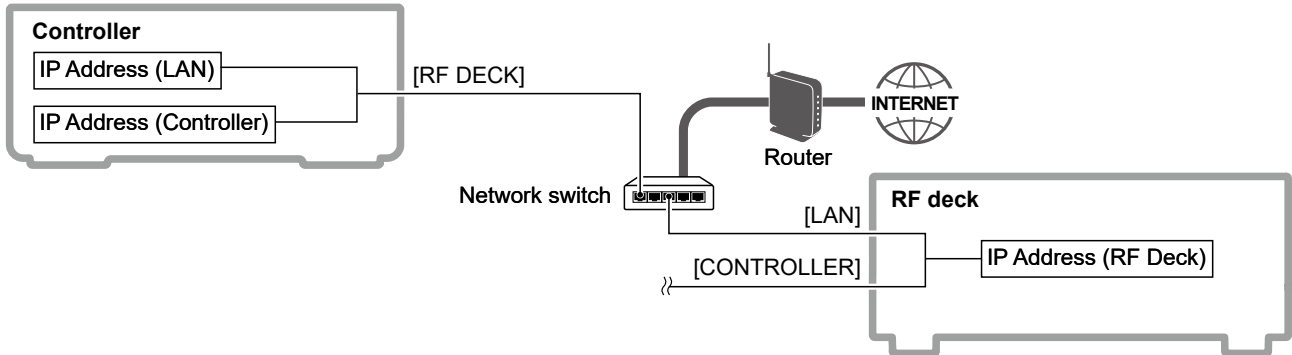 Controller
IP Address (LAN)
[RF DECK]
IP Address (Controller)
INTERNET
Router
Network switch
RF deck
[LAN]
IP Address (RF Deck)
[CONTROLLER]